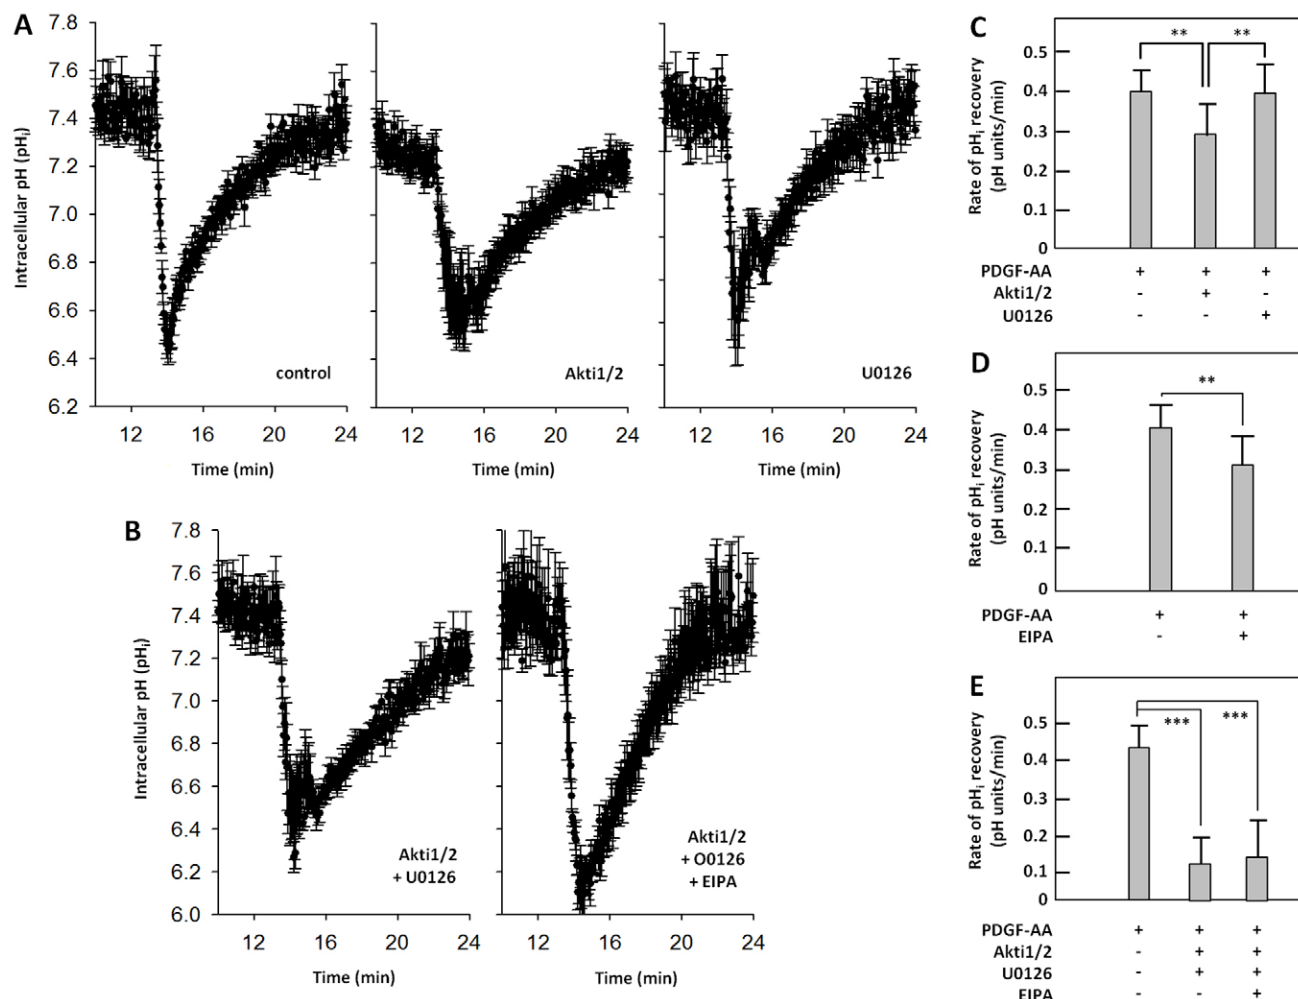 A
7.8
7.6
7.4
7.2
7.0
6.8
6.6
6.4
6.2
Intracellular pH (pHi)
control
Akti1/2
U0126
12 16 20 24
12 16 20 24
12 16 20 24
Time (min)
Time (min)
Time (min)
B
7.8
7.6
7.4
7.2
7.0
6.8
6.6
6.4
6.2
6.0
Intracellular pH (pHi)
Akti1/2
+ U0126
Akti1/2
+ O0126
+ EIPA
12 16 20 24
12 16 20 24
Time (min)
Time (min)
C
** **
0.5
0.4
0.3
0.2
0.1
0
Rate of pHi recovery
(pH units/min)
PDGF-AA + + +
Akti1/2 - + -
U0126 - - +
D
**
0.5
0.4
0.3
0.2
0.1
0
Rate of pHi recovery
(pH units/min)
PDGF-AA + +
EIPA - +
E
*** ***
0.5
0.4
0.3
0.2
0.1
0
Rate of pHi recovery
(pH units/min)
PDGF-AA + + +
Akti1/2 - + +
U0126 - + +
EIPA - - +